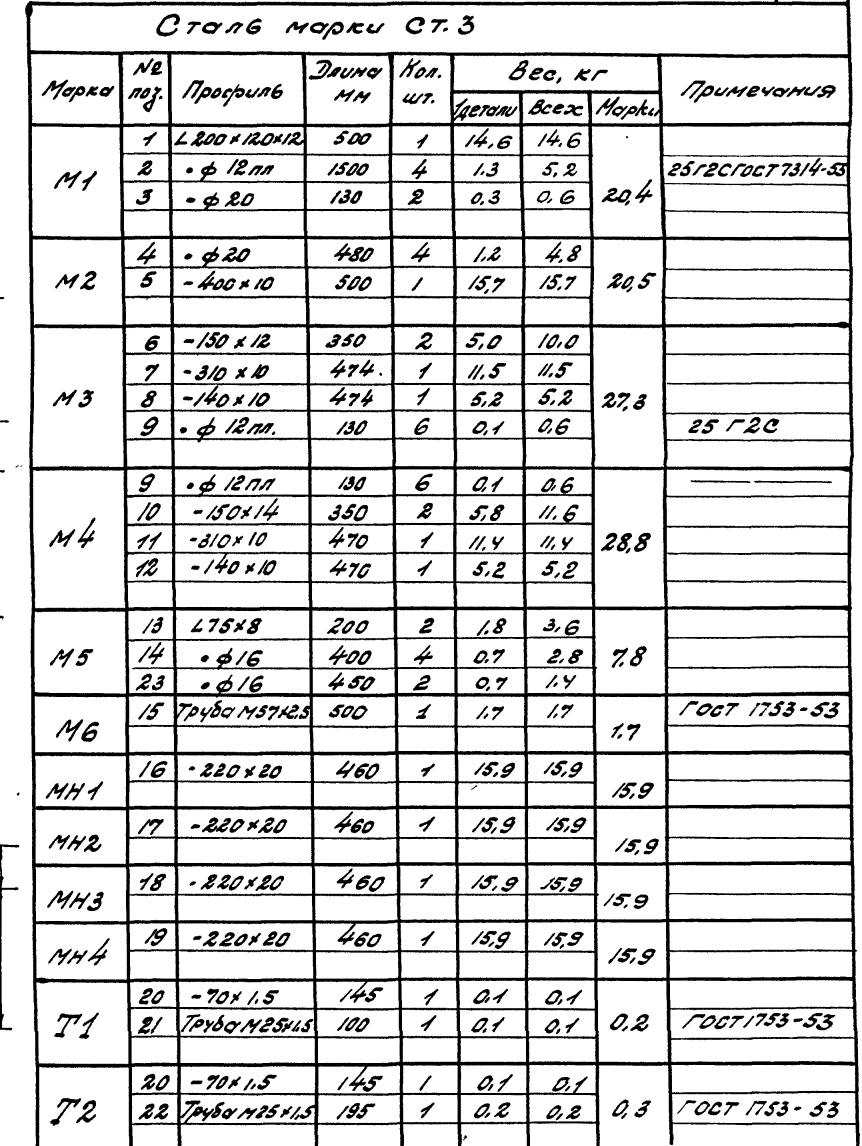 Сталь марки Ст.3
Марка № поз. Профиль Длина мм Кол. шт. Вес, кг Примечания
1детали Всех Марки
М1 1 L200×120×12 500 1 14,6 14,6 20,4
2 • ф 12пл 1500 4 1.3 5,2 25Г2СГОСТ7314-55
3 - ф 20 130 2 0,3 0,6
М2 4 • ф20 480 4 1,2 4,8 20,5
5 -400×10 500 1 15,7 15,7
М3 6 -150×12 350 2 5,0 10,0 27,3
7 -310×10 474. 1 11,5 11,5
8 -140×10 474 1 5,2 5,2
9 • ф 12пл. 130 6 0,1 0,6 25 Г2С
М4 9 • ф 12пл 130 6 0,1 0,6 28,8
10 -150×14 350 2 5,8 11,6
11 -310×10 470 1 11,4 11,4
12 -140×10 470 1 5,2 5,2
М5 13 L75×8 200 2 1,8 3,6 7,8
14 • ф16 400 4 0,7 2,8
23 • ф16 450 2 0,7 1,4
М6 15 Труба М57×2,5 500 1 1,7 1,7 1,7 ГОСТ 1753-53
МН1 16 -220×20 460 1 15,9 15,9 15,9
МН2 17 -220×20 460 1 15,9 15,9 15,9
МН3 18 -220×20 460 1 15,9 15,9 15,9
МН4 19 -220×20 460 1 15,9 15,9 15,9
Т1 20 -70×1,5 145 1 0,1 0,1 0,2
21 Труба М25×1,5 100 1 0,1 0,1 ГОСТ1753-53
Т2 20 -70×1,5 145 1 0,1 0,1 0,3
22 Труба М25×1,5 195 1 0,2 0,2 ГОСТ 1753-53